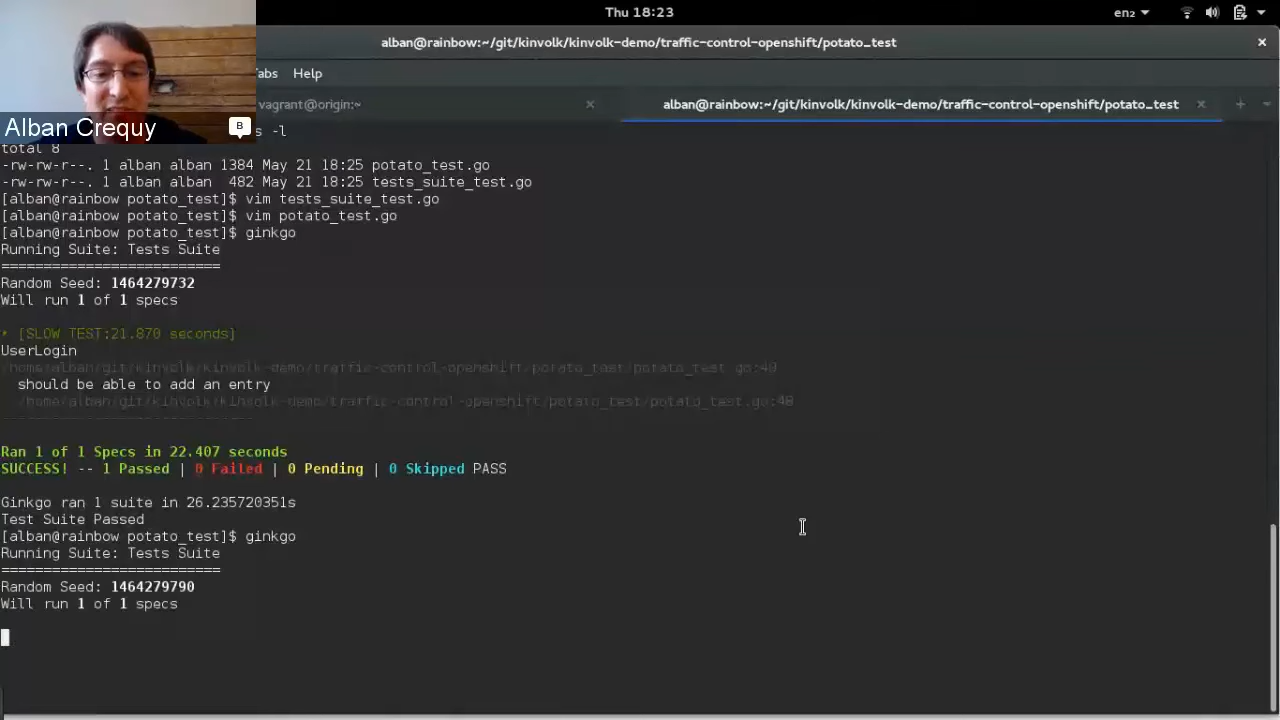 Thu 18:23
en₂
alban@rainbow:~/git/kinvolk/kinvolk-demo/traffic-control-openshift/potato_test
Tabs Help
vagrant@origin:~
alban@rainbow:~/git/kinvolk/kinvolk-demo/traffic-control-openshift/potato_test
Alban Crequy
B
s -l
total 8
-rw-rw-r--. 1 alban alban 1384 May 21 18:25 potato_test.go
-rw-rw-r--. 1 alban alban  482 May 21 18:25 tests_suite_test.go
[alban@rainbow potato_test]$ vim tests_suite_test.go
[alban@rainbow potato_test]$ vim potato_test.go
[alban@rainbow potato_test]$ ginkgo
Running Suite: Tests Suite
==========================
Random Seed: 1464279732
Will run 1 of 1 specs
• [SLOW TEST:21.870 seconds]
UserLogin
/home/alban/git/kinvolk/kinvolk-demo/traffic-control-openshift/potato_test/potato_test.go:49
should be able to add an entry
/home/alban/git/kinvolk/kinvolk-demo/traffic-control-openshift/potato_test/potato_test.go:48
------------------------------
Ran 1 of 1 Specs in 22.407 seconds
SUCCESS! -- 1 Passed | 0 Failed | 0 Pending | 0 Skipped PASS
Ginkgo ran 1 suite in 26.235720351s
Test Suite Passed
[alban@rainbow potato_test]$ ginkgo
Running Suite: Tests Suite
==========================
Random Seed: 1464279790
Will run 1 of 1 specs